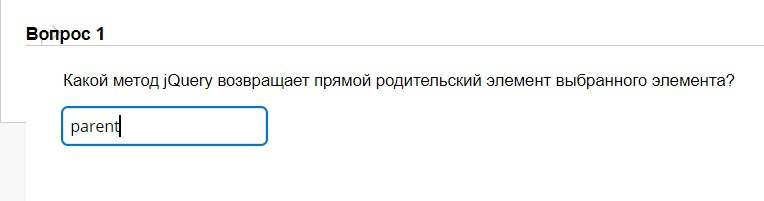 Вопрос 1
Какой метод jQuery возвращает прямой родительский элемент выбранного элемента?
parent